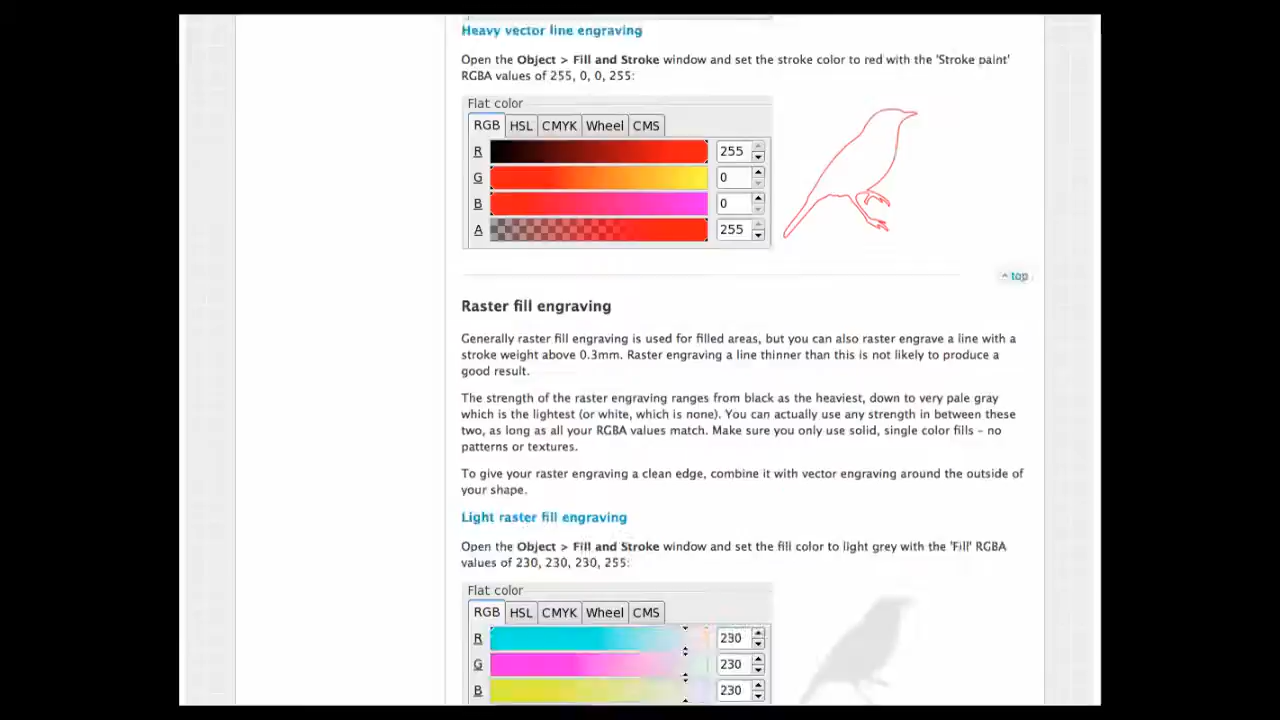 Heavy vector line engraving
Open the Object > Fill and Stroke window and set the stroke color to red with the 'Stroke paint'
RGBA values of 255, 0, 0, 255:
Flat color
RGB HSL CMYK Wheel CMS
R 255
G 0
B 0
A 255
top
Raster fill engraving
Generally raster fill engraving is used for filled areas, but you can also raster engrave a line with a
stroke weight above 0.3mm. Raster engraving a line thinner than this is not likely to produce a
good result.
The strength of the raster engraving ranges from black as the heaviest, down to very pale gray
which is the lightest (or white, which is none). You can actually use any strength in between these
two, as long as all your RGBA values match. Make sure you only use solid, single color fills – no
patterns or textures.
To give your raster engraving a clean edge, combine it with vector engraving around the outside of
your shape.
Light raster fill engraving
Open the Object > Fill and Stroke window and set the fill color to light grey with the 'Fill' RGBA
values of 230, 230, 230, 255:
Flat color
RGB HSL CMYK Wheel CMS
R 230
G 230
B 230